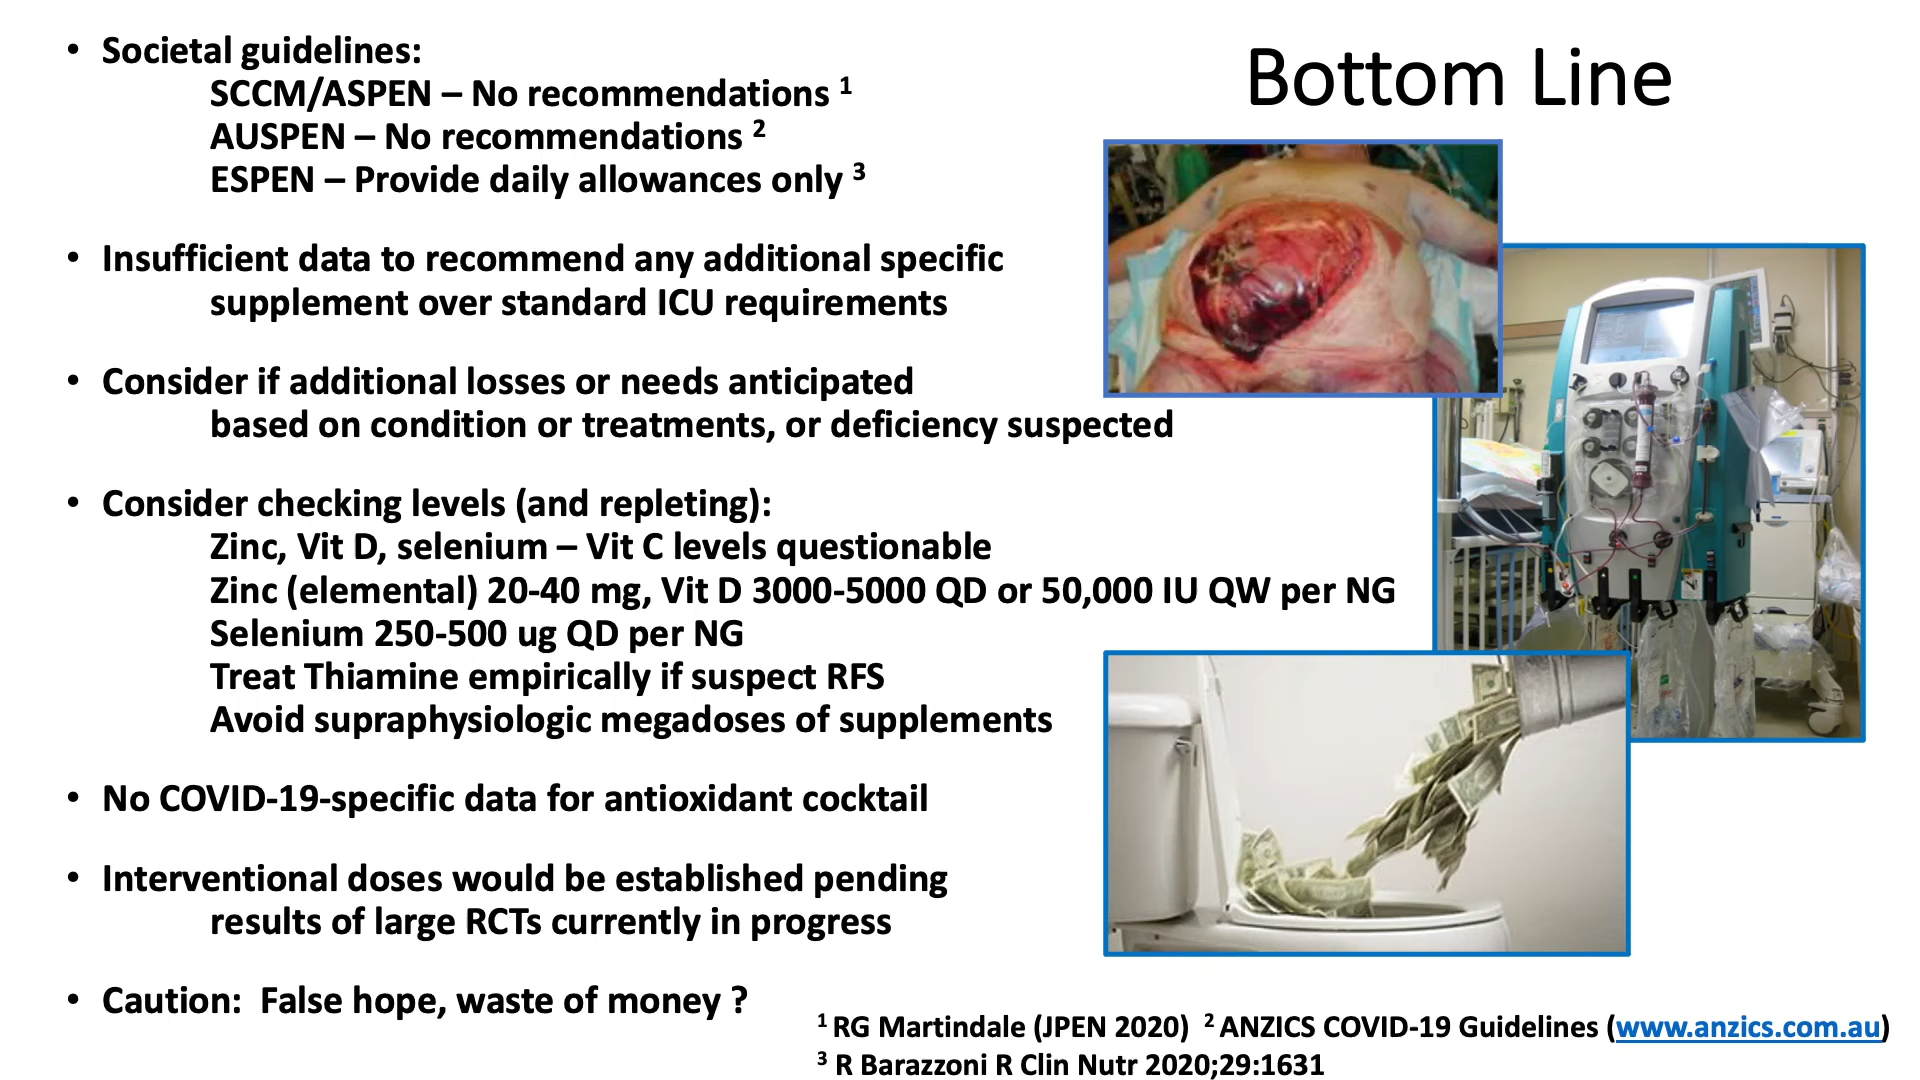 Bottom Line
• Societal guidelines:
SCCM/ASPEN – No recommendations 1
AUSPEN – No recommendations 2
ESPEN – Provide daily allowances only 3
• Insufficient data to recommend any additional specific
supplement over standard ICU requirements
• Consider if additional losses or needs anticipated
based on condition or treatments, or deficiency suspected
• Consider checking levels (and repleting):
Zinc, Vit D, selenium – Vit C levels questionable
Zinc (elemental) 20-40 mg, Vit D 3000-5000 QD or 50,000 IU QW per NG
Selenium 250-500 ug QD per NG
Treat Thiamine empirically if suspect RFS
Avoid supraphysiologic megadoses of supplements
• No COVID-19-specific data for antioxidant cocktail
• Interventional doses would be established pending
results of large RCTs currently in progress
• Caution:  False hope, waste of money ?
1 RG Martindale (JPEN 2020)  2 ANZICS COVID-19 Guidelines (www.anzics.com.au)
3 R Barazzoni R Clin Nutr 2020;29:1631